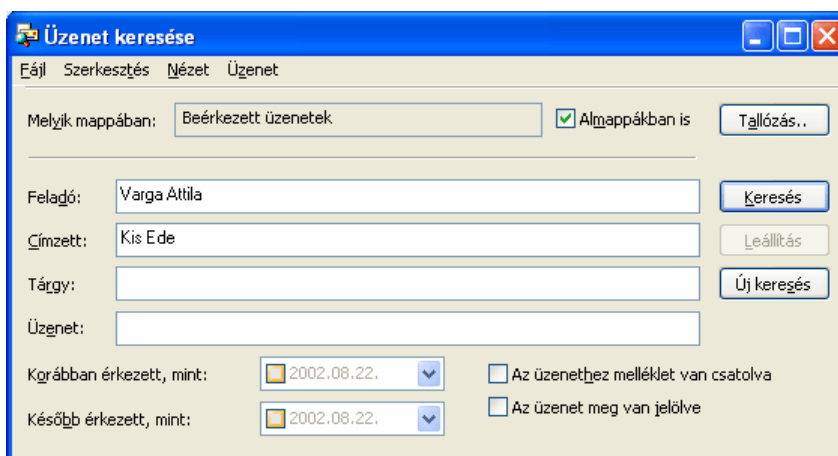 Üzenet keresése
Fájl Szerkesztés Nézet Üzenet
Melyik mappában: Beérkezett üzenetek Almappákban is Tallózás..
Feladó: Varga Attila Keresés
Címzett: Kis Ede Leállítás
Tárgy: Új keresés
Üzenet:
Korábban érkezett, mint: 2002.08.22. Az üzenethez melléklet van csatolva
Később érkezett, mint: 2002.08.22. Az üzenet meg van jelölve